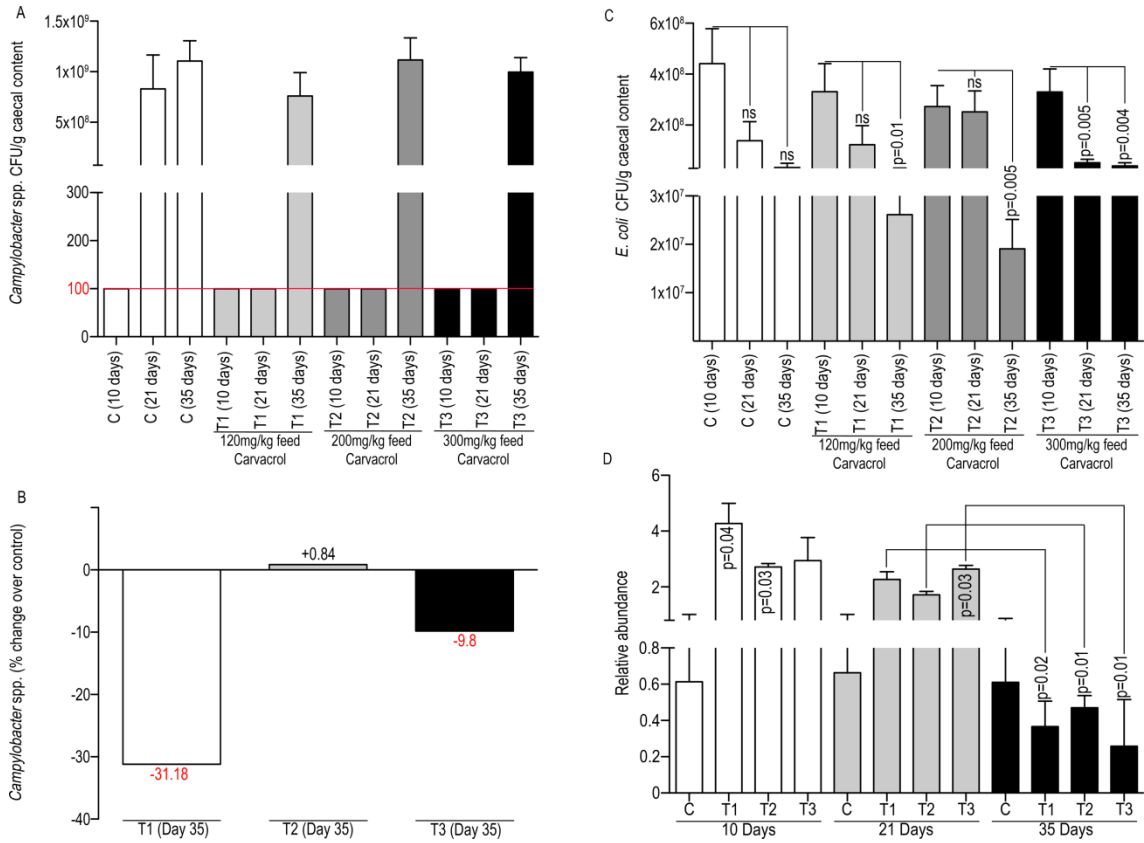 A
Campylobacter spp. CFU/g caecal content
1.5x10⁹
1x10⁹
5x10⁸
300
200
100
0
C (10 days)
C (21 days)
C (35 days)
T1 (10 days)
T1 (21 days)
T1 (35 days)
T2 (10 days)
T2 (21 days)
T2 (35 days)
T3 (10 days)
T3 (21 days)
T3 (35 days)
120mg/kg feed
Carvacrol
200mg/kg feed
Carvacrol
300mg/kg feed
Carvacrol
B
Campylobacter spp. (% change over control)
0
-10
-20
-30
-40
-31.18
+0.84
-9.8
T1 (Day 35)
T2 (Day 35)
T3 (Day 35)
C
E. coli CFU/g caecal content
6x10⁸
4x10⁸
2x10⁸
3x10⁷
2x10⁷
1x10⁷
ns
ns
ns
p=0.01
ns
p=0.005
p=0.005
p=0.004
C (10 days)
C (21 days)
C (35 days)
T1 (10 days)
T1 (21 days)
T1 (35 days)
T2 (10 days)
T2 (21 days)
T2 (35 days)
T3 (10 days)
T3 (21 days)
T3 (35 days)
120mg/kg feed
Carvacrol
200mg/kg feed
Carvacrol
300mg/kg feed
Carvacrol
D
Relative abundance
6
4
2
0.8
0.6
0.4
0.2
0
p=0.04
p=0.03
p=0.03
p=0.02
p=0.01
p=0.01
C
T1
T2
T3
C
T1
T2
T3
C
T1
T2
T3
10 Days
21 Days
35 Days